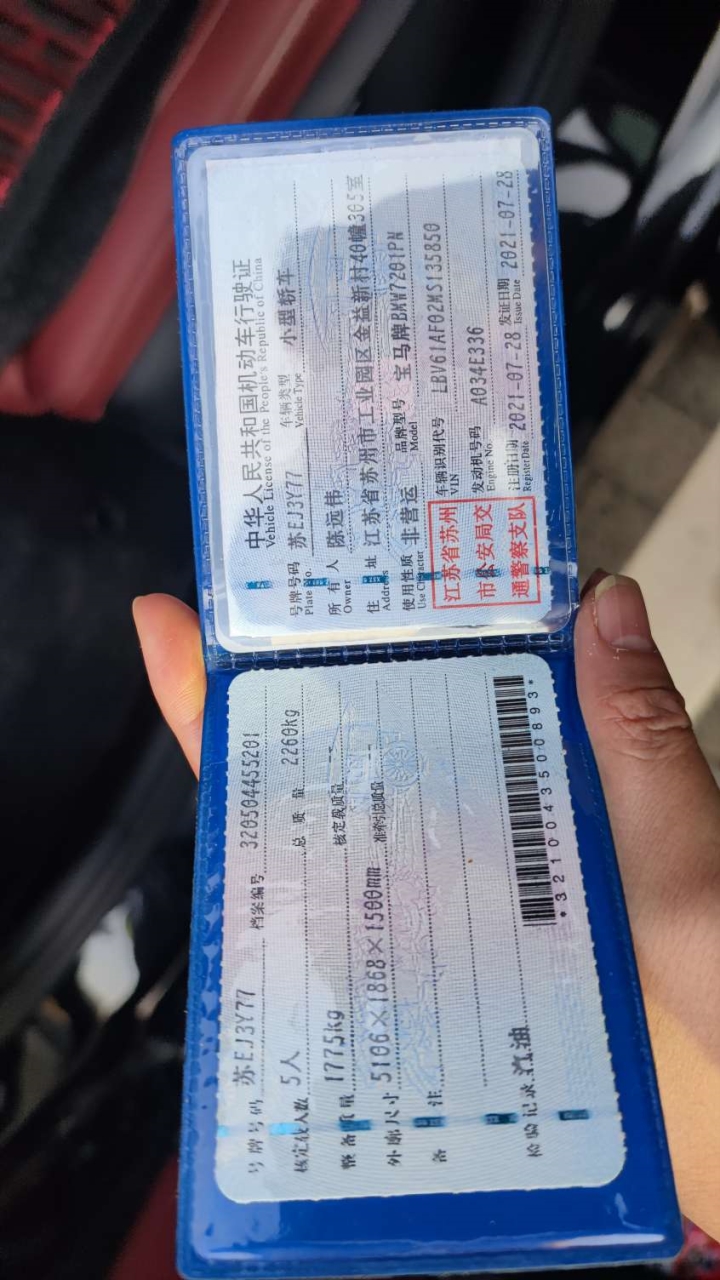 中华人民共和国机动车行驶证
Vehicle License of the People's Republic of China
号牌号码 苏EJ3Y77 车辆类型 小型轿车
Plate No. Vehicle Type
所有人 陈远伟
Owner
住址 江苏省苏州市工业园区金益新村40幢305室
Address
使用性质 非营运 品牌型号 宝马牌BMW7201PN
Use Character Model
江苏省苏州
市公安局交
通警察支队
车辆识别代号 LBV61AF02MS135850
VIN
发动机号码 A034E336
Engine No.
注册日期 2021-07-28 发证日期 2021-07-28
Register Date Issue Date
号牌号码 苏EJ3Y77 档案编号 320504455201
核定载人数 5人 总质量 2260kg
整备质量 1775kg 核定载质量
外廓尺寸 5106×1868×1500mm 准牵引总质量
备注
检验记录 汽油
*3210043500893*